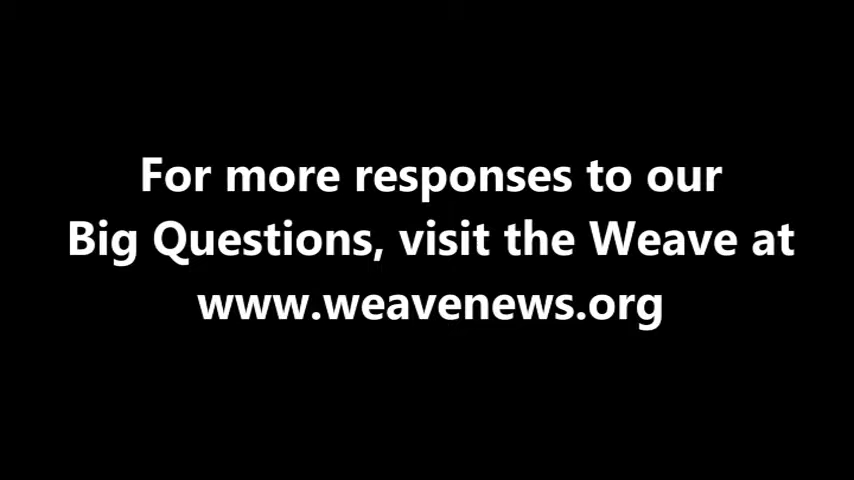 For more responses to our
Big Questions, visit the Weave at
www.weavenews.org